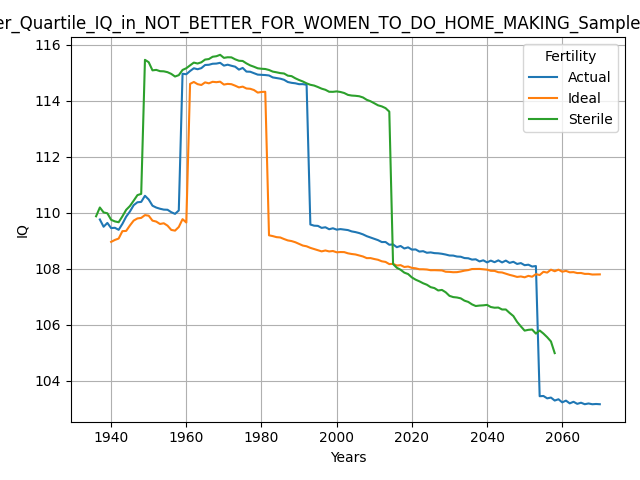 er_Quartile_IQ_in_NOT_BETTER_FOR_WOMEN_TO_DO_HOME_MAKING_Sample
116
114
112
110
108
106
104
IQ
Fertility
Actual
Ideal
Sterile
1940 1960 1980 2000 2020 2040 2060
Years